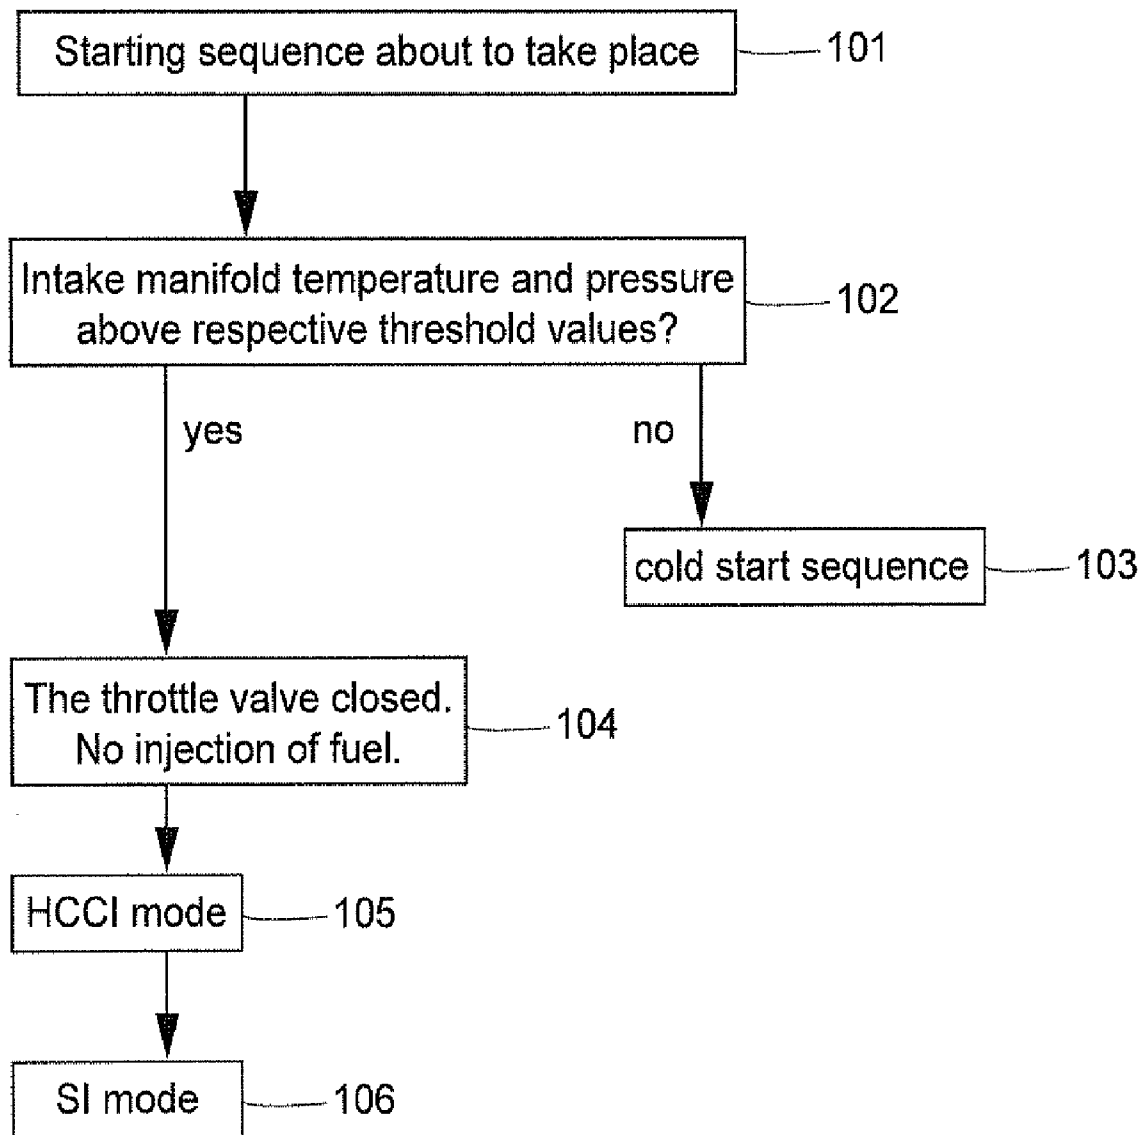 Starting sequence about to take place
101
Intake manifold temperature and pressure
above respective threshold values?
102
yes
no
cold start sequence
103
The throttle valve closed.
No injection of fuel.
104
HCCI mode
105
SI mode
106